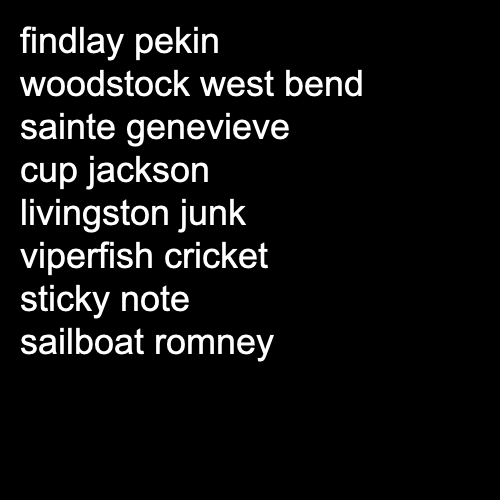 findlay pekin
woodstock west bend
sainte genevieve
cup jackson
livingston junk
viperfish cricket
sticky note
sailboat romney